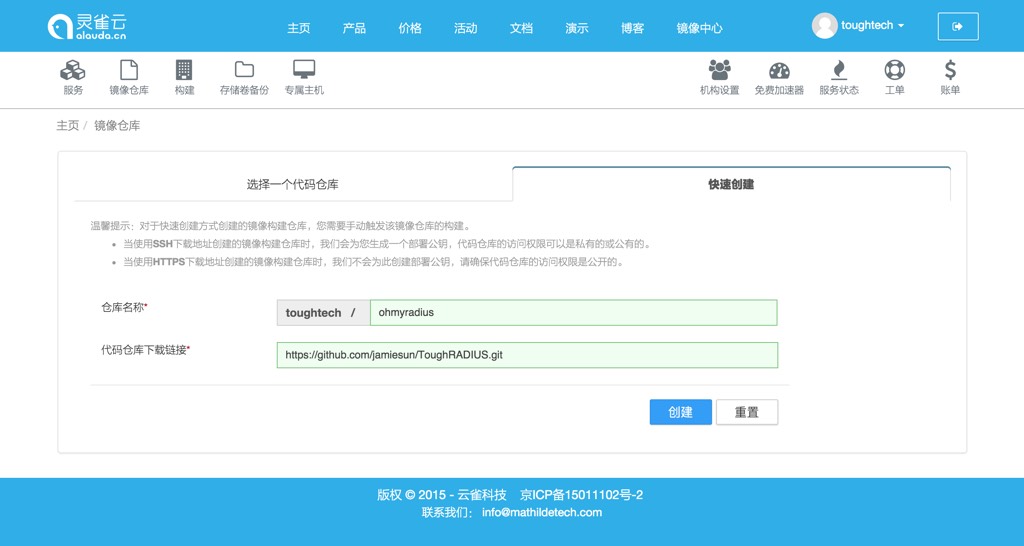 灵雀云
alauda.cn
主页 产品 价格 活动 文档 演示 博客 镜像中心
toughtech
服务 镜像仓库 构建 存储卷备份 专属主机
机构设置 免费加速器 服务状态 工单 账单
主页 / 镜像仓库
选择一个代码仓库 快速创建
温馨提示：对于快速创建方式创建的镜像构建仓库，您需要手动触发该镜像仓库的构建。
• 当使用SSH下载地址创建的镜像构建仓库时，我们会为您生成一个部署公钥，代码仓库的访问权限可以是私有的或公有的。
• 当使用HTTPS下载地址创建的镜像构建仓库时，我们不会为此创建部署公钥，请确保代码仓库的访问权限是公开的。
仓库名称* toughtech / ohmyradius
代码仓库下载链接* https://github.com/jamiesun/ToughRADIUS.git
创建 重置
版权 © 2015 - 云雀科技 京ICP备15011102号-2
联系我们： info@mathildetech.com